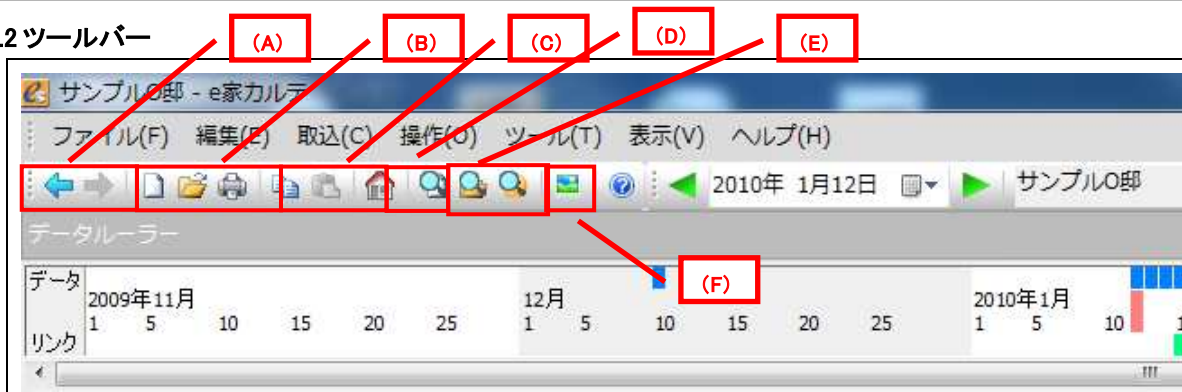 .2 ツールバー
(A) (B) (C) (D) (E)
サンプルO邸 - e家カルテ
ファイル(F) 編集(E) 取込(C) 操作(O) ツール(T) 表示(V) ヘルプ(H)
2010年 1月12日 サンプルO邸
データルーラー
(F)
データ
2009年11月 12月 2010年1月
1 5 10 15 20 25 1 5 10 15 20 25 1 5 10 1
リンク